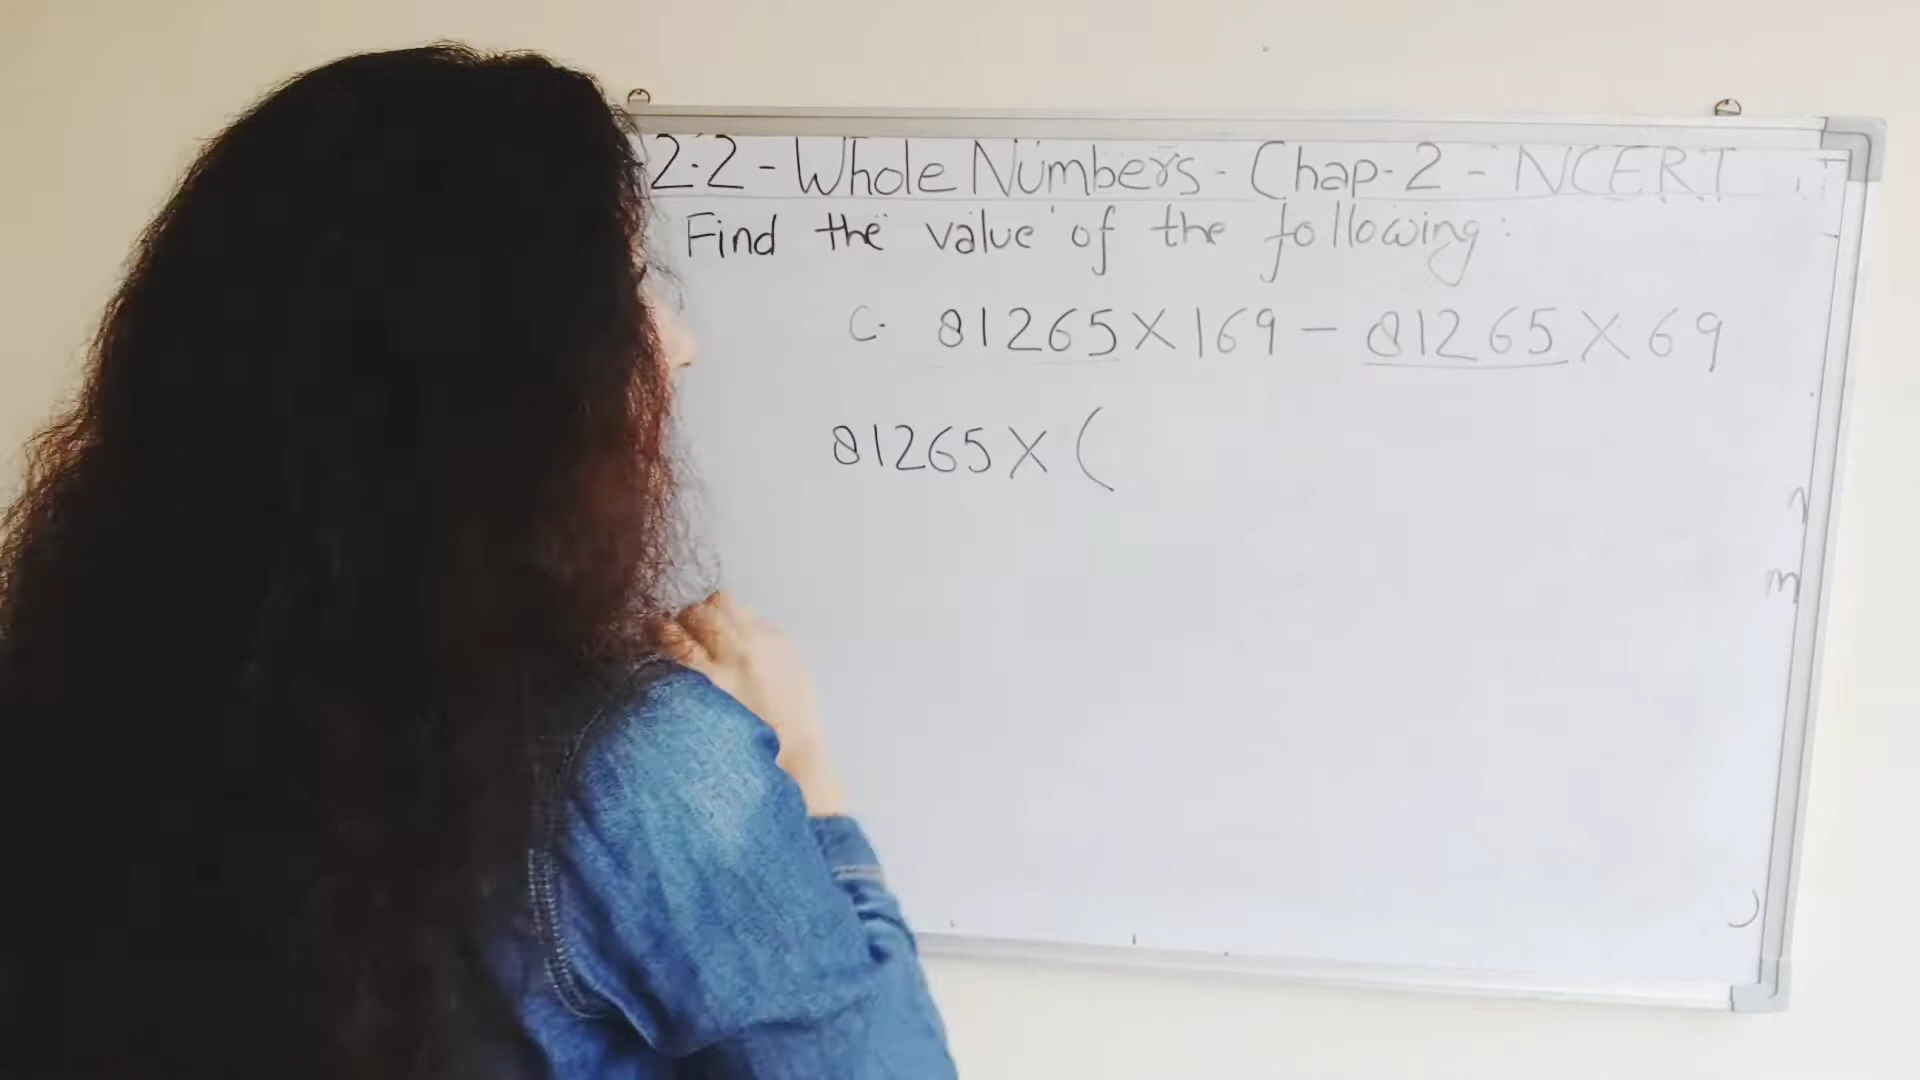 2.2 - Whole Numbers - Chap-2 - NCERT
Find the value of the following:
C. 81265 X 169 - 81265 X 69
81265 X (